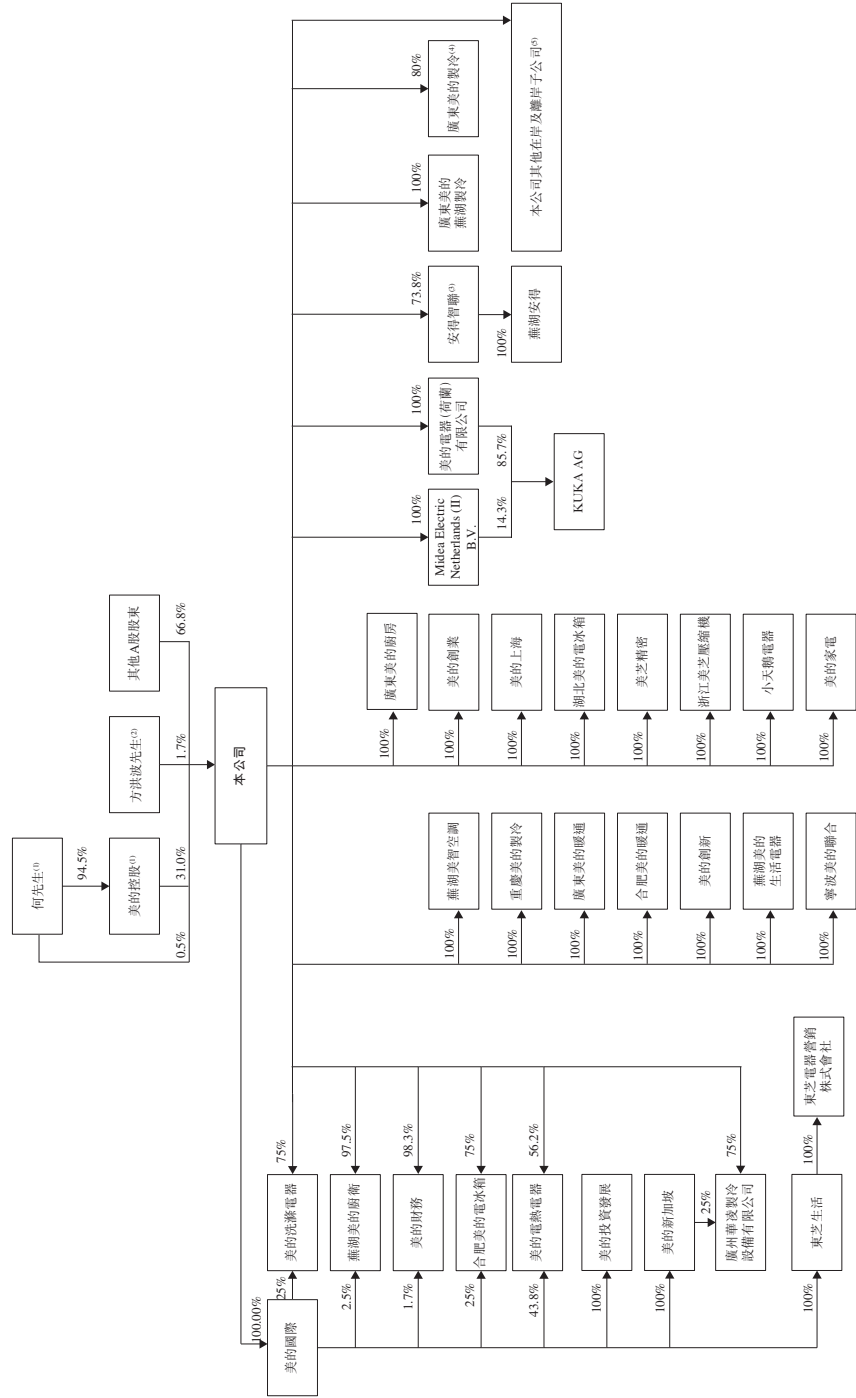 何先生⁽¹⁾
94.5%
美的控股⁽¹⁾
方洪波先生⁽²⁾
其他A股股東
0.5%
31.0%
1.7%
66.8%
本公司
100.00%
美的國際
25%
美的洗滌電器
75%
2.5%
蕪湖美的廚衛
97.5%
1.7%
美的財務
98.3%
25%
合肥美的電冰箱
75%
43.8%
美的電熱電器
56.2%
100%
美的投資發展
100%
美的新加坡
25%
廣州華凌製冷
設備有限公司
75%
100%
東芝生活
100%
東芝電器營銷
株式會社
100%
蕪湖美智空調
100%
重慶美的製冷
100%
廣東美的暖通
100%
合肥美的暖通
100%
美的創新
100%
蕪湖美的
生活電器
100%
寧波美的聯合
100%
廣東美的廚房
100%
美的創業
100%
美的上海
100%
湖北美的電冰箱
100%
美芝精密
100%
浙江美芝壓縮機
100%
小天鵝電器
100%
美的家電
100%
Midea Electric
Netherlands (II)
B.V.
14.3%
100%
美的電器(荷蘭)
有限公司
85.7%
KUKA AG
73.8%
安得智聯⁽³⁾
100%
蕪湖安得
100%
廣東美的
蕪湖製冷
80%
廣東美的製冷⁽⁴⁾
本公司其他在岸及離岸子公司⁽⁵⁾